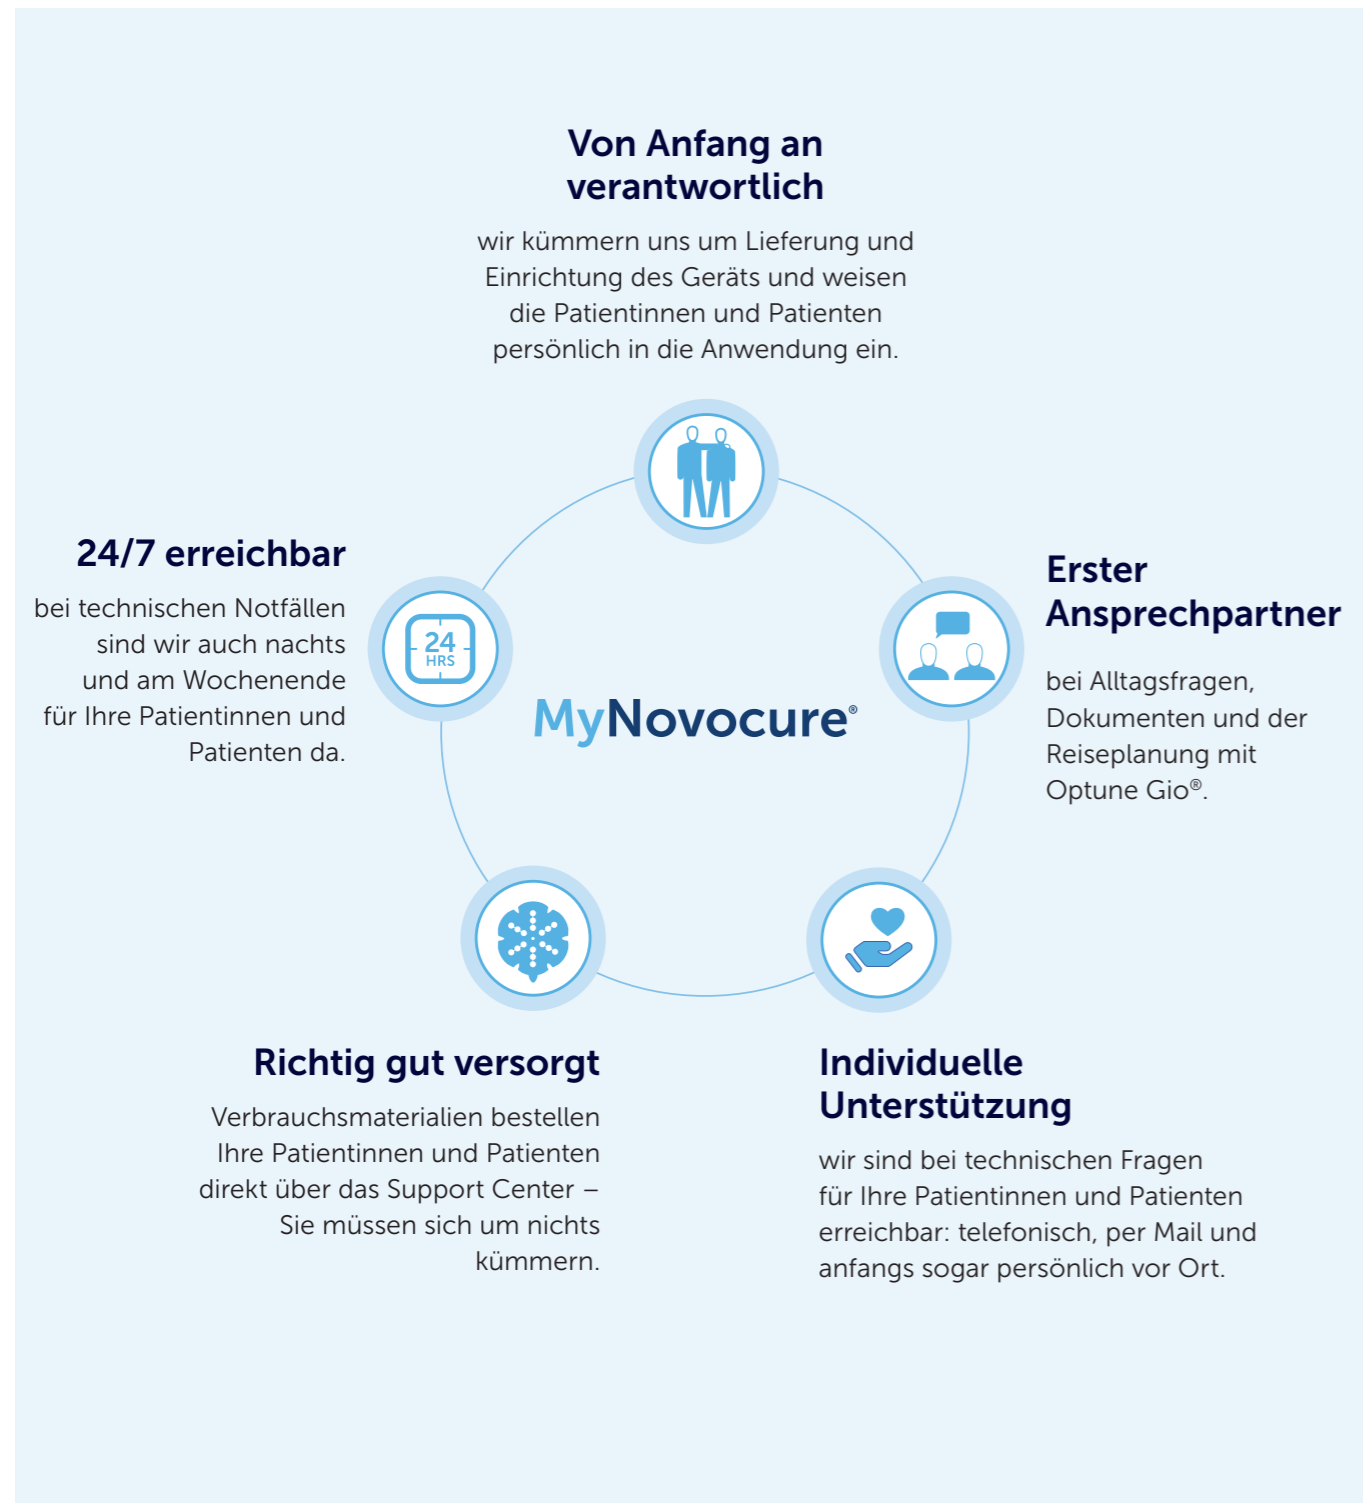 Von Anfang an
verantwortlich
wir kümmern uns um Lieferung und
Einrichtung des Geräts und weisen
die Patientinnen und Patienten
persönlich in die Anwendung ein.
24/7 erreichbar
bei technischen Notfällen
sind wir auch nachts
und am Wochenende
für Ihre Patientinnen und
Patienten da.
24
HRS
Erster
Ansprechpartner
bei Alltagsfragen,
Dokumenten und der
Reiseplanung mit
Optune Gio®.
MyNovocure®
Richtig gut versorgt
Verbrauchsmaterialien bestellen
Ihre Patientinnen und Patienten
direkt über das Support Center –
Sie müssen sich um nichts
kümmern.
Individuelle
Unterstützung
wir sind bei technischen Fragen
für Ihre Patientinnen und Patienten
erreichbar: telefonisch, per Mail und
anfangs sogar persönlich vor Ort.